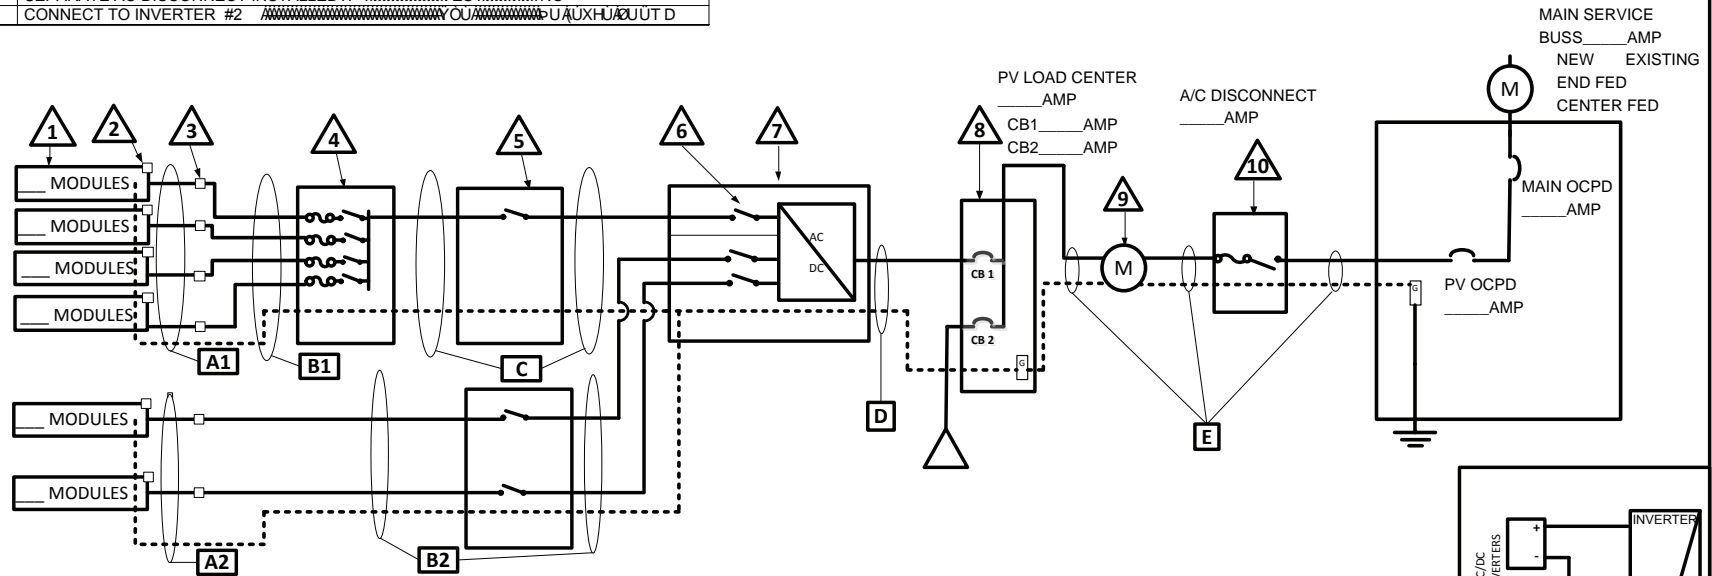 CONNECT TO INVERTER #2
MAIN SERVICE
BUSS_____AMP
NEW EXISTING
END FED
CENTER FED
M
PV LOAD CENTER
_____AMP
CB1_____AMP
CB2_____AMP
A/C DISCONNECT
_____AMP
1
2
3
4
5
6
7
8
9
10
___ MODULES
___ MODULES
___ MODULES
___ MODULES
AC
DC
CB 1
CB 2
G
M
G
MAIN OCPD
_____AMP
PV OCPD
_____AMP
A1
B1
C
D
E
___ MODULES
___ MODULES
A2
B2
+
-
INVERTER